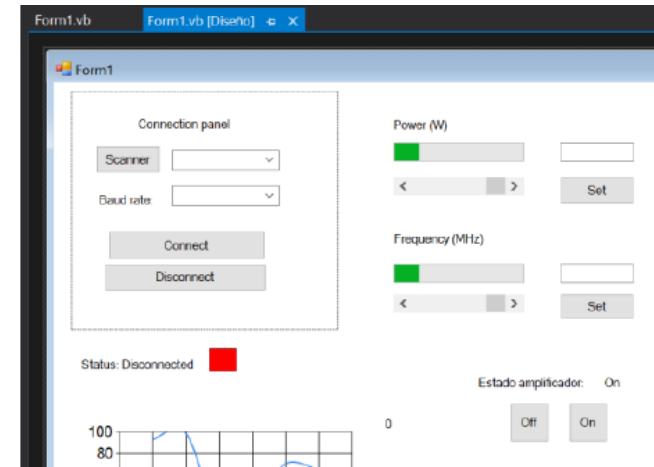 Form1.vb
Form1.vb [Diseño]
Form1
Connection panel
Scanner
Baud rate:
Connect
Disconnect
Status: Disconnected
Power (W)
Set
Frequency (MHz)
Set
Estado amplificador: On
0
Off
On
100
80